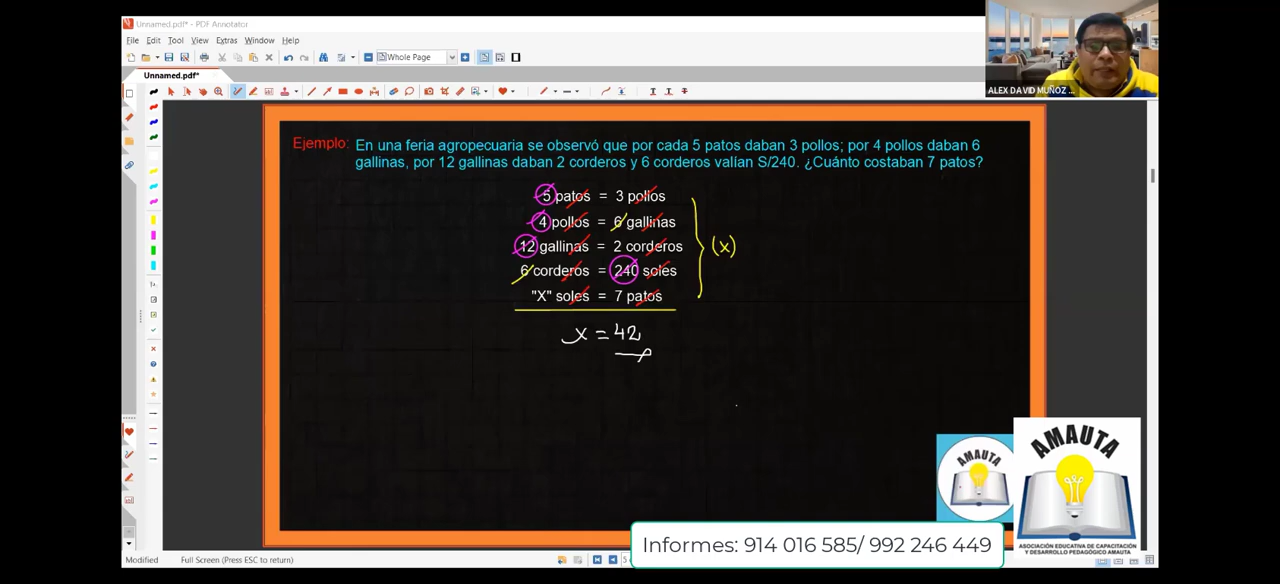 Unnamed.pdf* - PDF Annotator
File Edit Tool View Extras Window Help
Whole Page
Unnamed.pdf*
ALEX DAVID MUÑOZ ...
Ejemplo: En una feria agropecuaria se observó que por cada 5 patos daban 3 pollos; por 4 pollos daban 6
gallinas, por 12 gallinas daban 2 corderos y 6 corderos valían S/240. ¿Cuánto costaban 7 patos?
5 patos = 3 pollos
4 pollos = 6 gallinas
12 gallinas = 2 corderos
(x)
6 corderos = 240 soles
"X" soles = 7 patos
x = 42
AMAUTA
AMAUTA
ASOCIACIÓN EDUCATIVA DE CAPACITACIÓN
Y DESARROLLO PEDAGÓGICO AMAUTA
Informes: 914 016 585/ 992 246 449
Modified Full Screen (Press ESC to return)